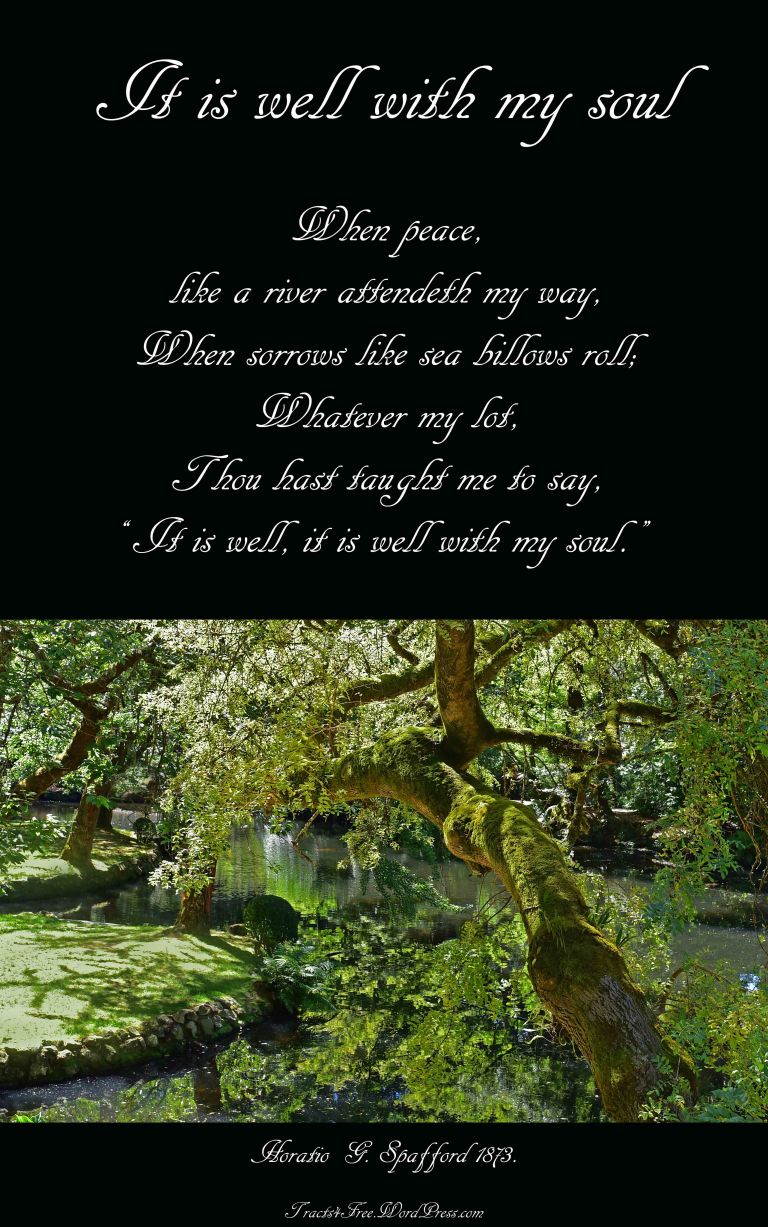 It is well with my soul
When peace,
like a river attendeth my way,
When sorrows like sea billows roll;
Whatever my lot,
Thou hast taught me to say,
“It is well, it is well with my soul.”
Horatio G. Spafford 1873.
Tracts4Free.WordPress.com